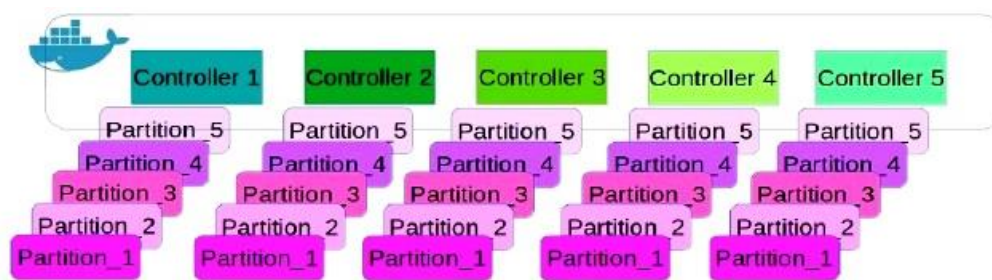 Controller 1 Controller 2 Controller 3 Controller 4 Controller 5
Partition_5 Partition_5 Partition_5 Partition_5 Partition_5
Partition_4 Partition_4 Partition_4 Partition_4 Partition_4
Partition_3 Partition_3 Partition_3 Partition_3 Partition_3
Partition_2 Partition_2 Partition_2 Partition_2 Partition_2
Partition_1 Partition_1 Partition_1 Partition_1 Partition_1